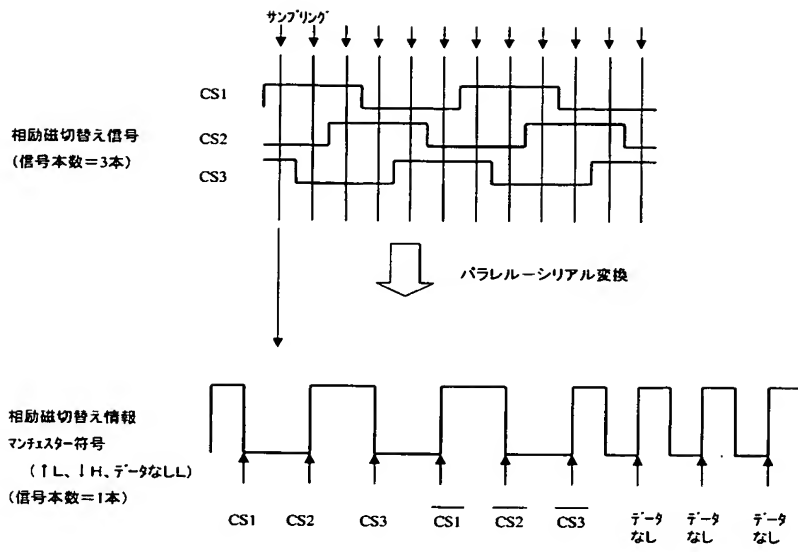 サンプリング
CS1
相励磁切替え信号
(信号本数=3本)
CS2
CS3
パラレルーシリアル変換
相励磁切替え情報
マンチェスター符号
(↑L、↓H、データなしL)
(信号本数=1本)
CS1 CS2 CS3 C̅S̅1̅ C̅S̅2̅ C̅S̅3̅ データ データ データ
なし なし なし